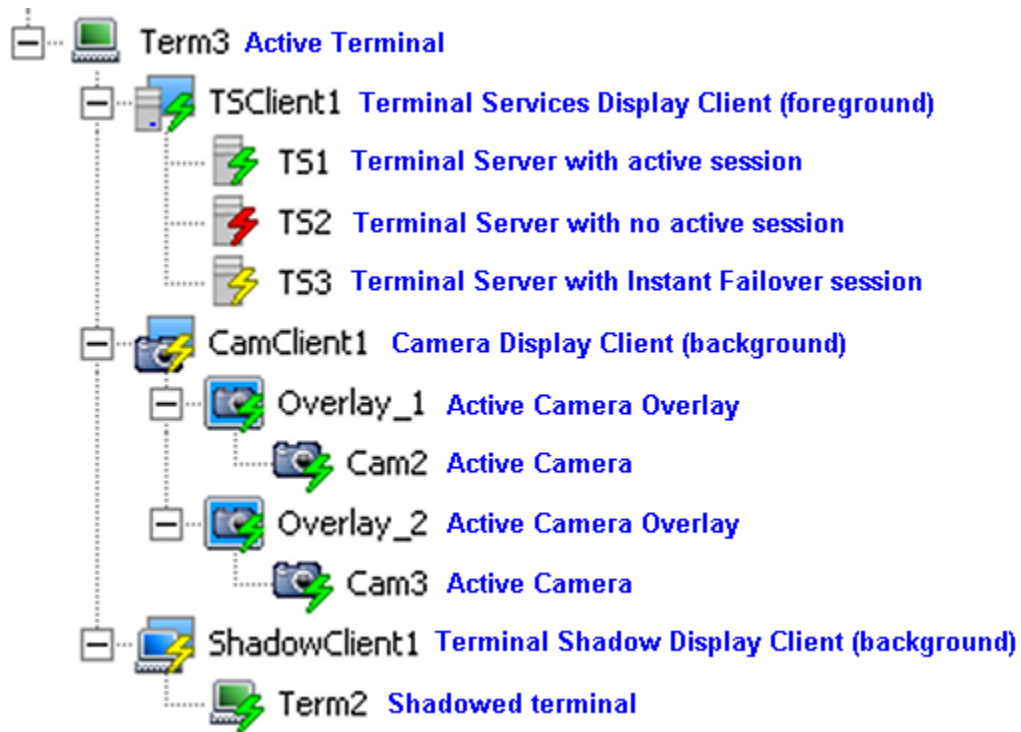 Term3 Active Terminal
TSClient1 Terminal Services Display Client (foreground)
TS1 Terminal Server with active session
TS2 Terminal Server with no active session
TS3 Terminal Server with Instant Failover session
CamClient1 Camera Display Client (background)
Overlay_1 Active Camera Overlay
Cam2 Active Camera
Overlay_2 Active Camera Overlay
Cam3 Active Camera
ShadowClient1 Terminal Shadow Display Client (background)
Term2 Shadowed terminal